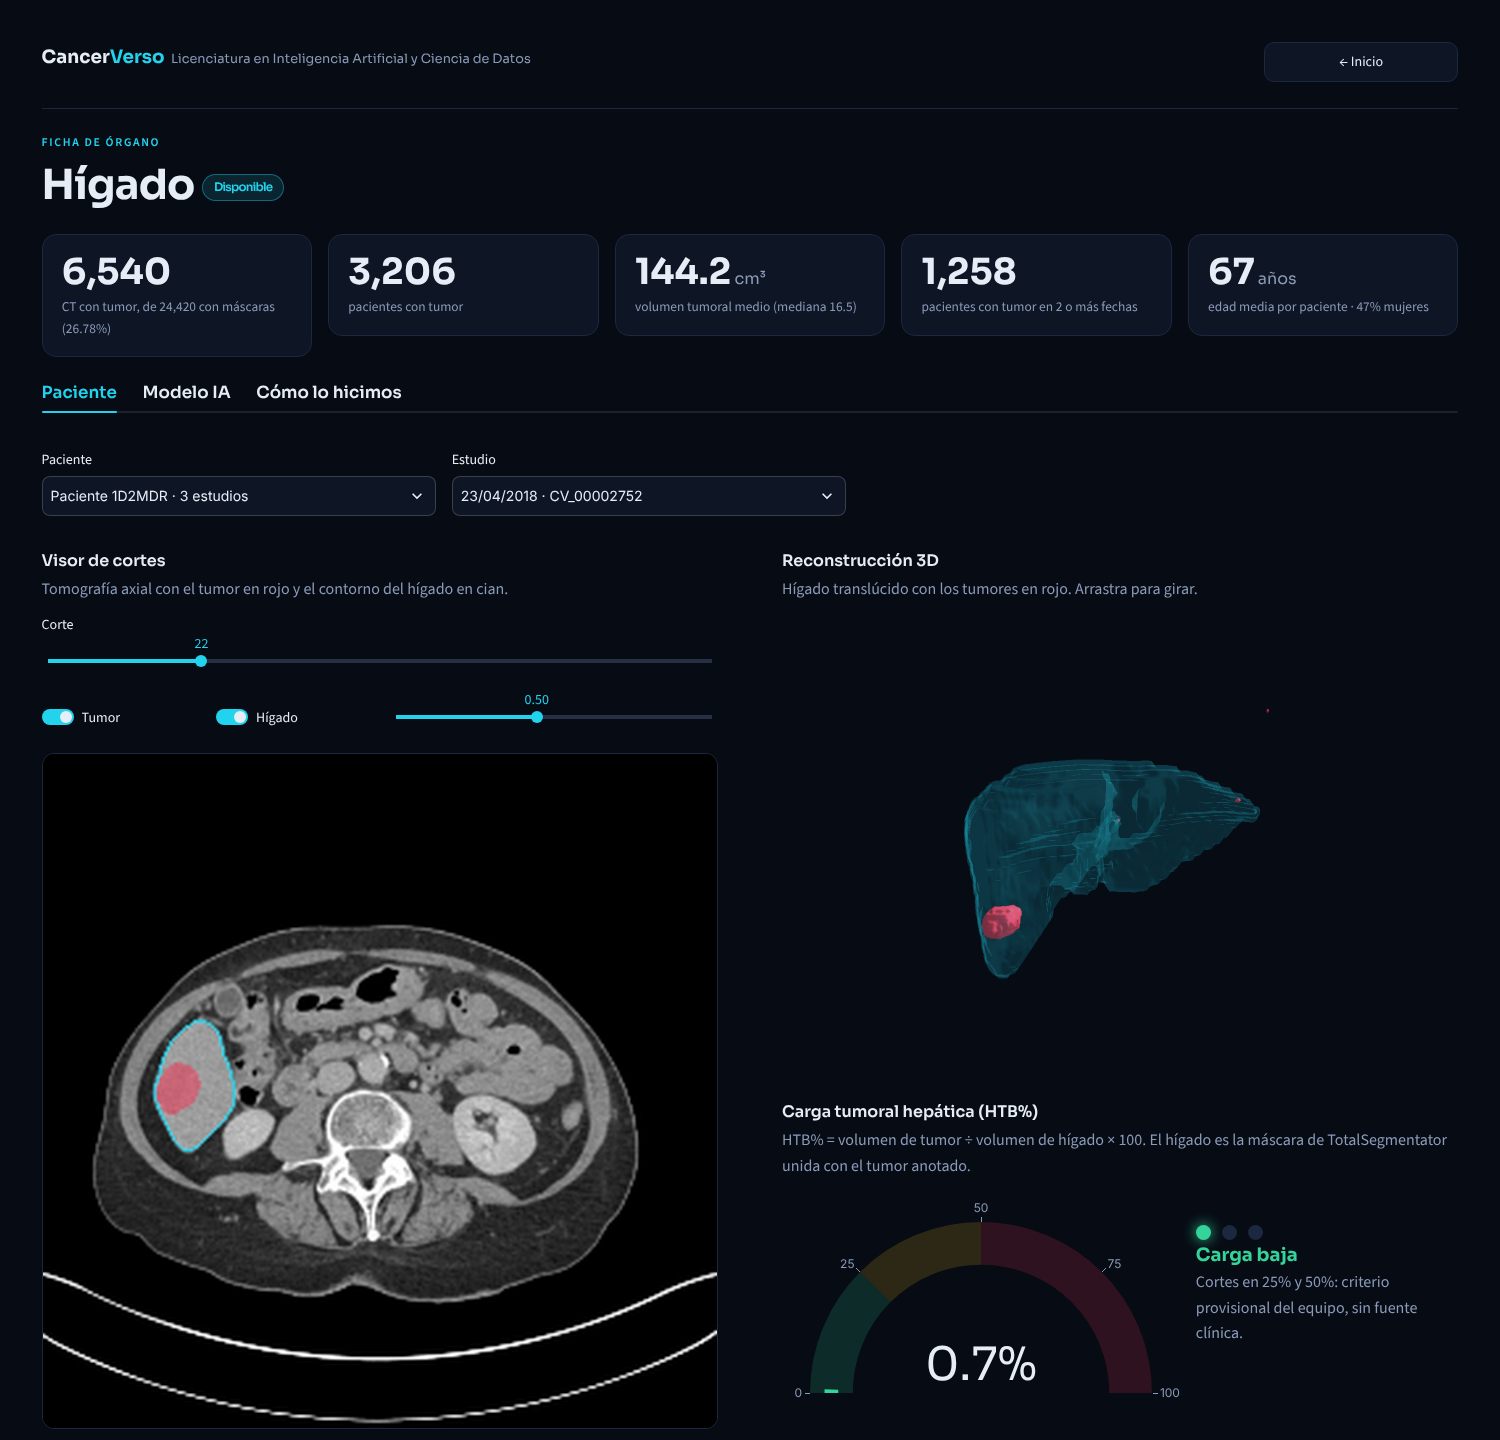 CancerVerso Licenciatura en Inteligencia Artificial y Ciencia de Datos
← Inicio
FICHA DE ÓRGANO
Hígado Disponible
6,540
CT con tumor, de 24,420 con máscaras
(26.78%)
3,206
pacientes con tumor
144.2 cm³
volumen tumoral medio (mediana 16.5)
1,258
pacientes con tumor en 2 o más fechas
67 años
edad media por paciente · 47% mujeres
Paciente Modelo IA Cómo lo hicimos
Paciente
Paciente 1D2MDR · 3 estudios
Estudio
23/04/2018 · CV_00002752
Visor de cortes
Tomografía axial con el tumor en rojo y el contorno del hígado en cian.
Corte
22
Tumor
Hígado
0.50
Reconstrucción 3D
Hígado translúcido con los tumores en rojo. Arrastra para girar.
Carga tumoral hepática (HTB%)
HTB% = volumen de tumor ÷ volumen de hígado × 100. El hígado es la máscara de TotalSegmentator
unida con el tumor anotado.
0
25
50
75
100
0.7%
Carga baja
Cortes en 25% y 50%: criterio
provisional del equipo, sin fuente
clínica.